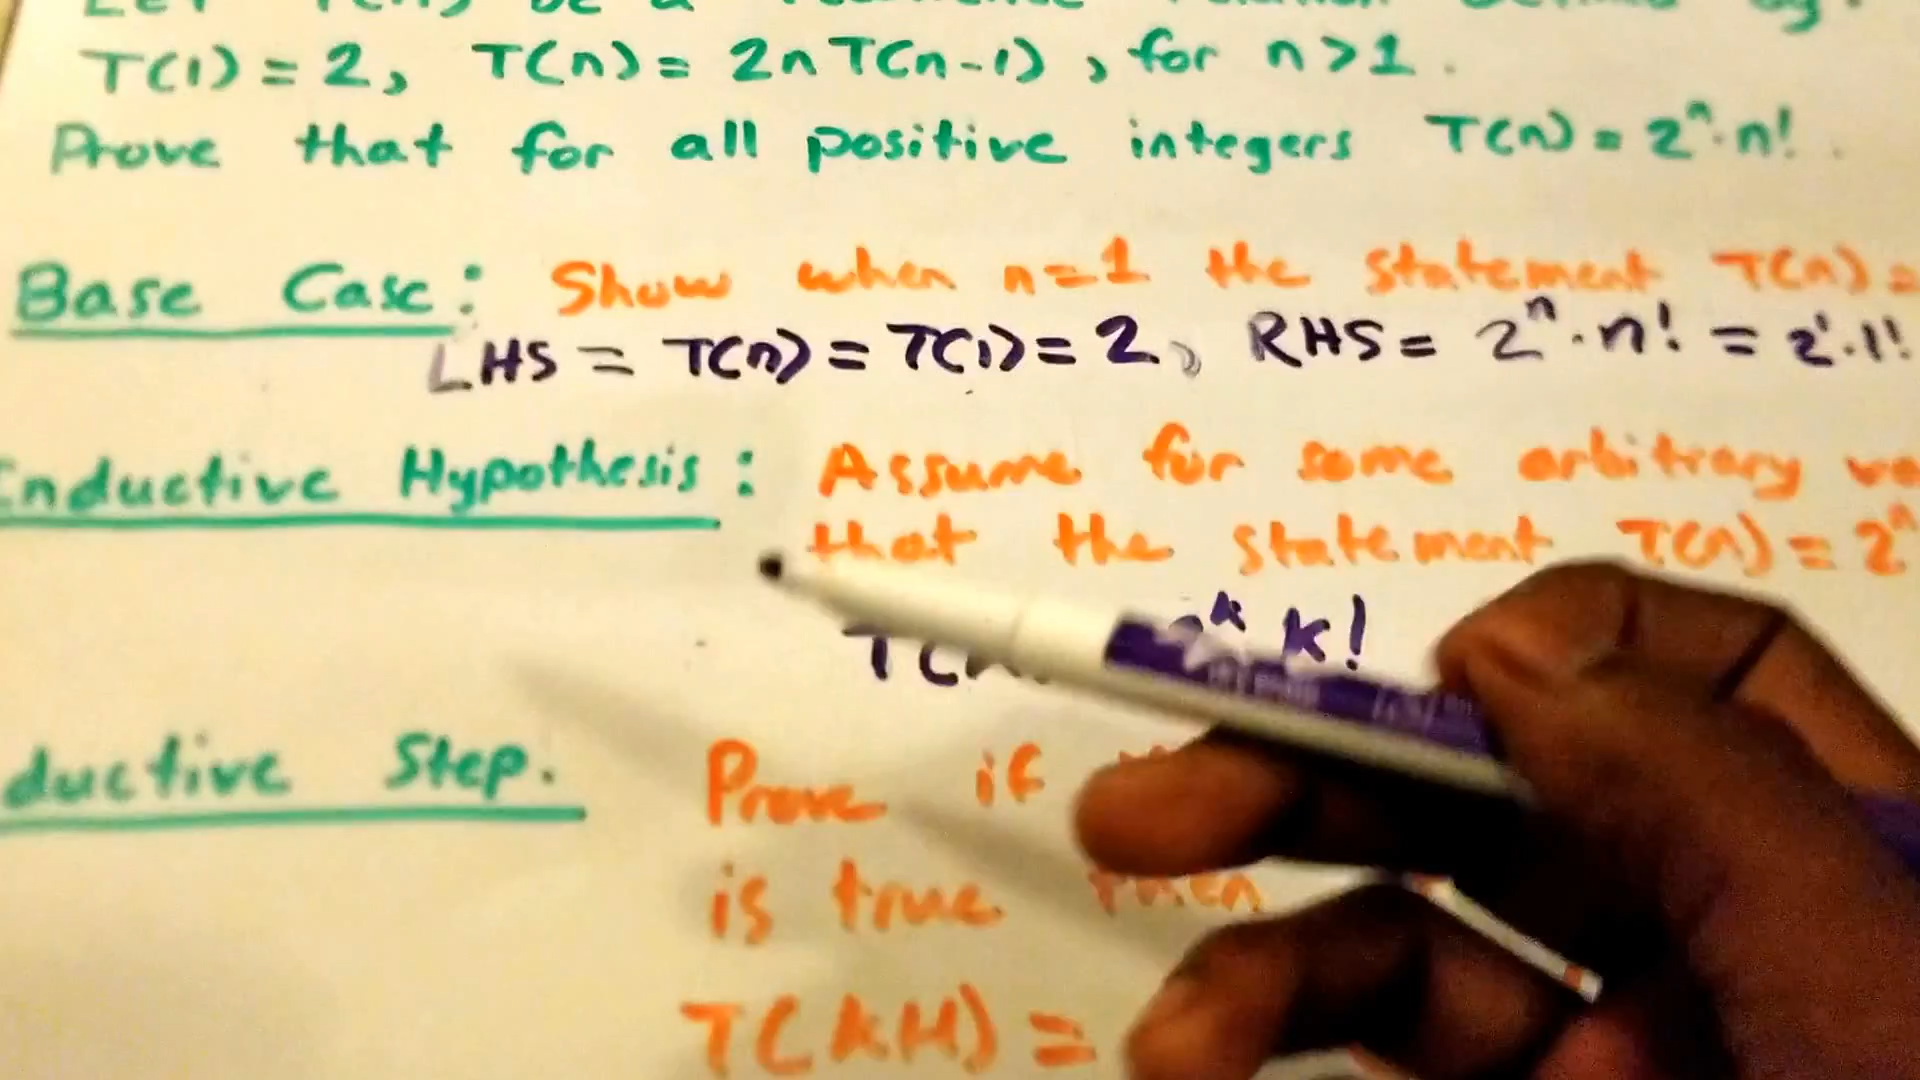 T(1) = 2, T(n) = 2n T(n-1), for n > 1.
Prove that for all positive integers T(n) = 2ⁿ·n!.
Base Case: Show when n=1 the statement T(n) =
LHS = T(n) = T(1) = 2, RHS = 2ⁿ·n! = 2¹·1!
Inductive Hypothesis: Assume for some arbitrary
that the statement T(n) = 2ⁿ
k!
ductive Step. Prove if
is true then
T(k+1) =